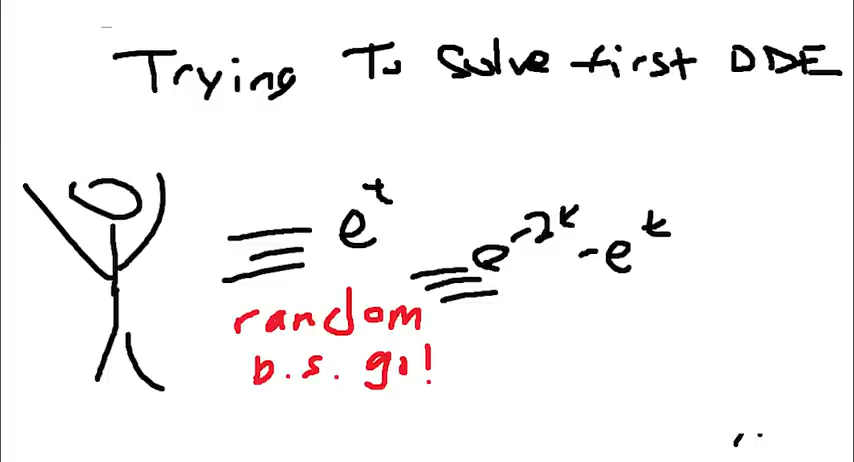 Trying To solve first DDE
e^t
e^-2t - e^t
random
b.s. go!